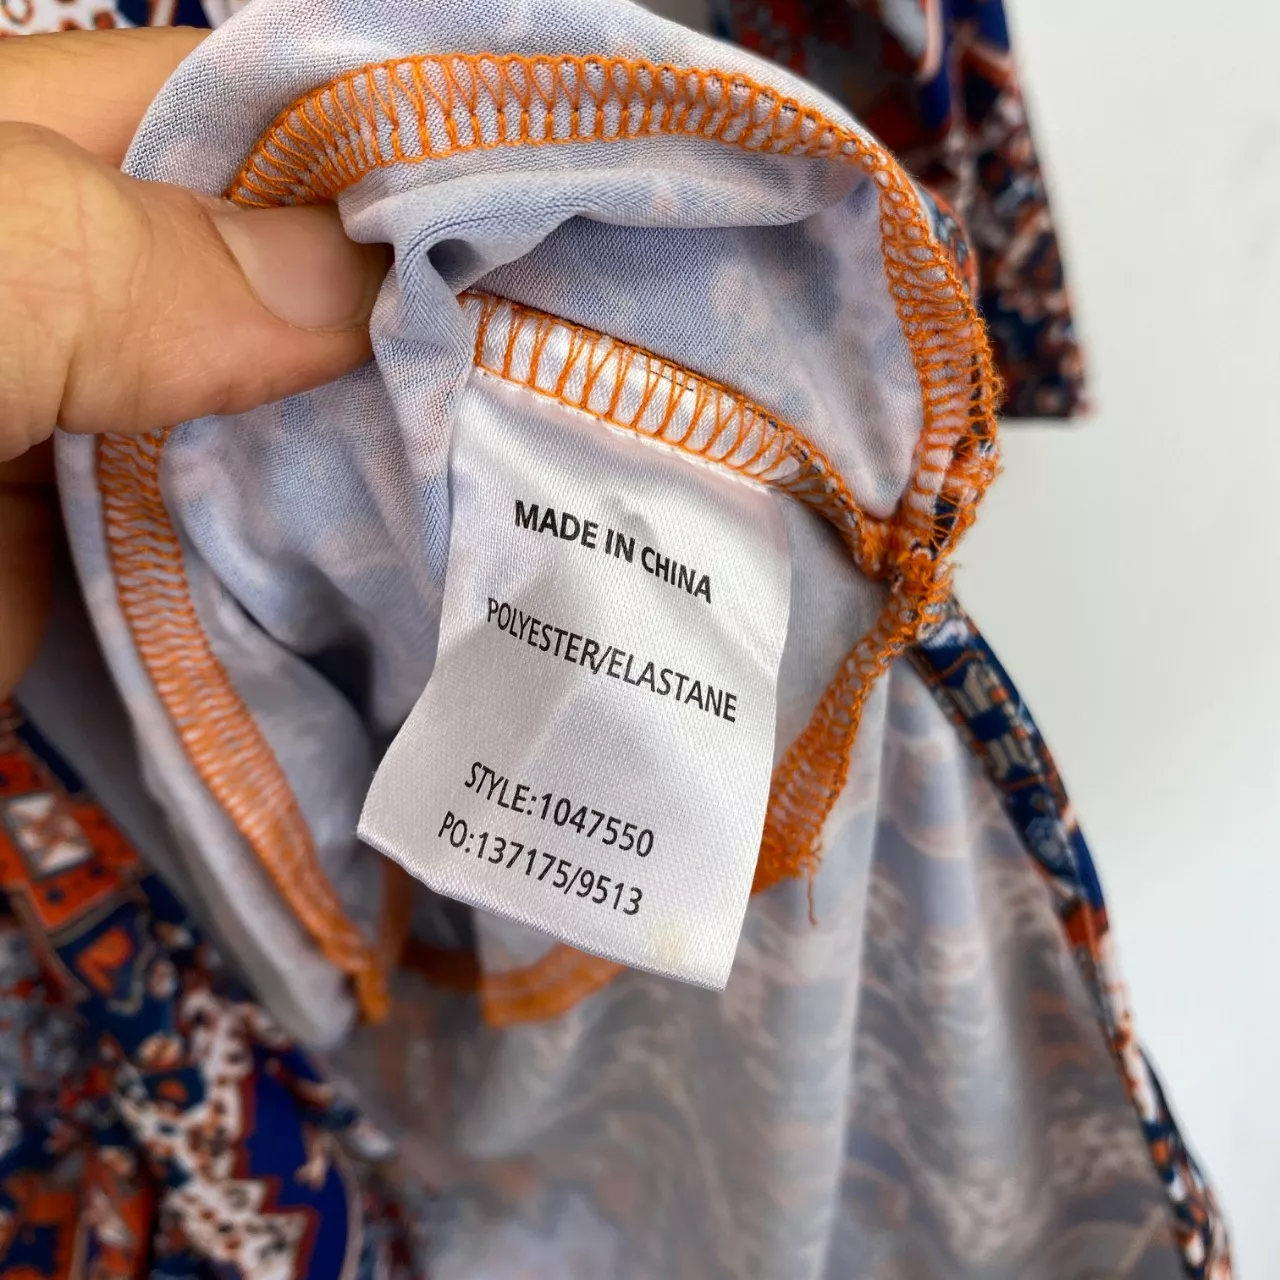 MADE IN CHINA
POLYESTER/ELASTANE
STYLE:1047550
PO:137175/9513